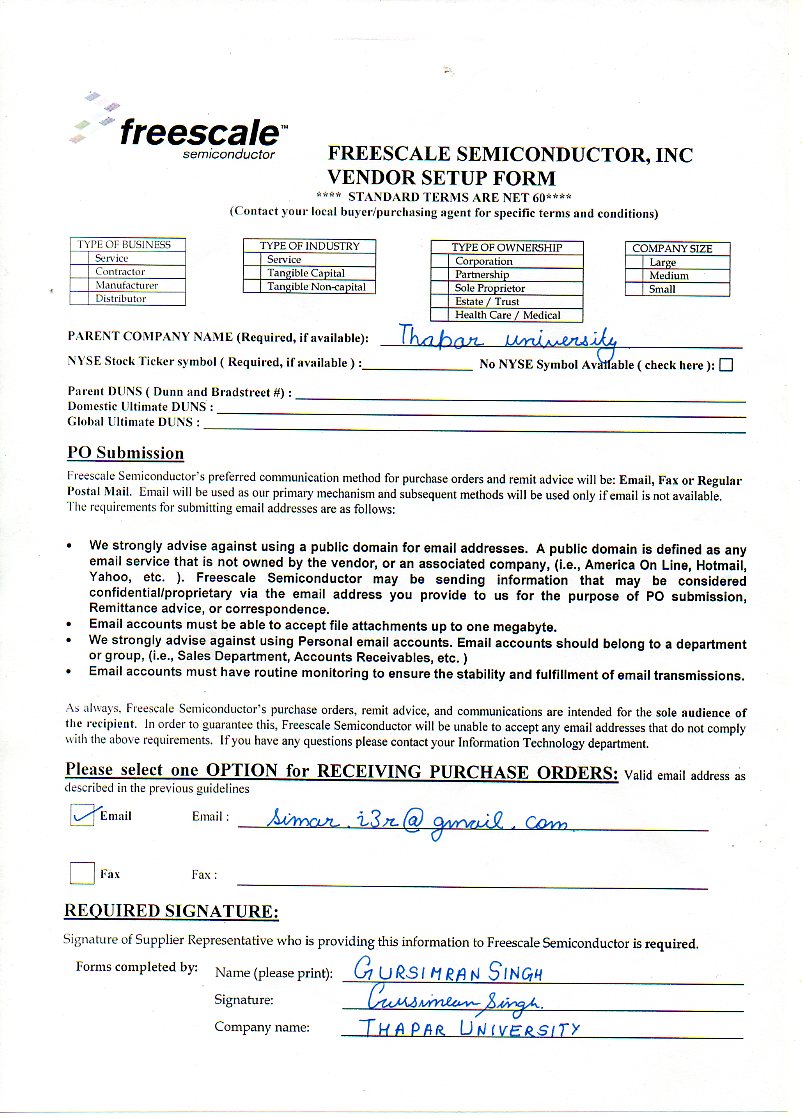 freescale™
semiconductor
FREESCALE SEMICONDUCTOR, INC
VENDOR SETUP FORM
**** STANDARD TERMS ARE NET 60****
(Contact your local buyer/purchasing agent for specific terms and conditions)
TYPE OF BUSINESS
Service
Contractor
Manufacturer
Distributor
TYPE OF INDUSTRY
Service
Tangible Capital
Tangible Non-capital
TYPE OF OWNERSHIP
Corporation
Partnership
Sole Proprietor
Estate / Trust
Health Care / Medical
COMPANY SIZE
Large
Medium
Small
PARENT COMPANY NAME (Required, if available): Thapar university
NYSE Stock Ticker symbol ( Required, if available ) : No NYSE Symbol Available ( check here ):
Parent DUNS ( Dunn and Bradstreet #) :
Domestic Ultimate DUNS :
Global Ultimate DUNS :
PO Submission
Freescale Semiconductor's preferred communication method for purchase orders and remit advice will be: Email, Fax or Regular
Postal Mail. Email will be used as our primary mechanism and subsequent methods will be used only if email is not available.
The requirements for submitting email addresses are as follows:
• We strongly advise against using a public domain for email addresses. A public domain is defined as any
email service that is not owned by the vendor, or an associated company, (i.e., America On Line, Hotmail,
Yahoo, etc. ). Freescale Semiconductor may be sending information that may be considered
confidential/proprietary via the email address you provide to us for the purpose of PO submission,
Remittance advice, or correspondence.
• Email accounts must be able to accept file attachments up to one megabyte.
• We strongly advise against using Personal email accounts. Email accounts should belong to a department
or group, (i.e., Sales Department, Accounts Receivables, etc. )
• Email accounts must have routine monitoring to ensure the stability and fulfillment of email transmissions.
As always, Freescale Semiconductor's purchase orders, remit advice, and communications are intended for the sole audience of
the recipient. In order to guarantee this, Freescale Semiconductor will be unable to accept any email addresses that do not comply
with the above requirements. If you have any questions please contact your Information Technology department.
Please select one OPTION for RECEIVING PURCHASE ORDERS: Valid email address as
described in the previous guidelines
Email Email : simar.i3r@gmail.com
Fax Fax :
REQUIRED SIGNATURE:
Signature of Supplier Representative who is providing this information to Freescale Semiconductor is required.
Forms completed by: Name (please print): GURSIMRAN SINGH
Signature: Gursimran Singh.
Company name: THAPAR UNIVERSITY